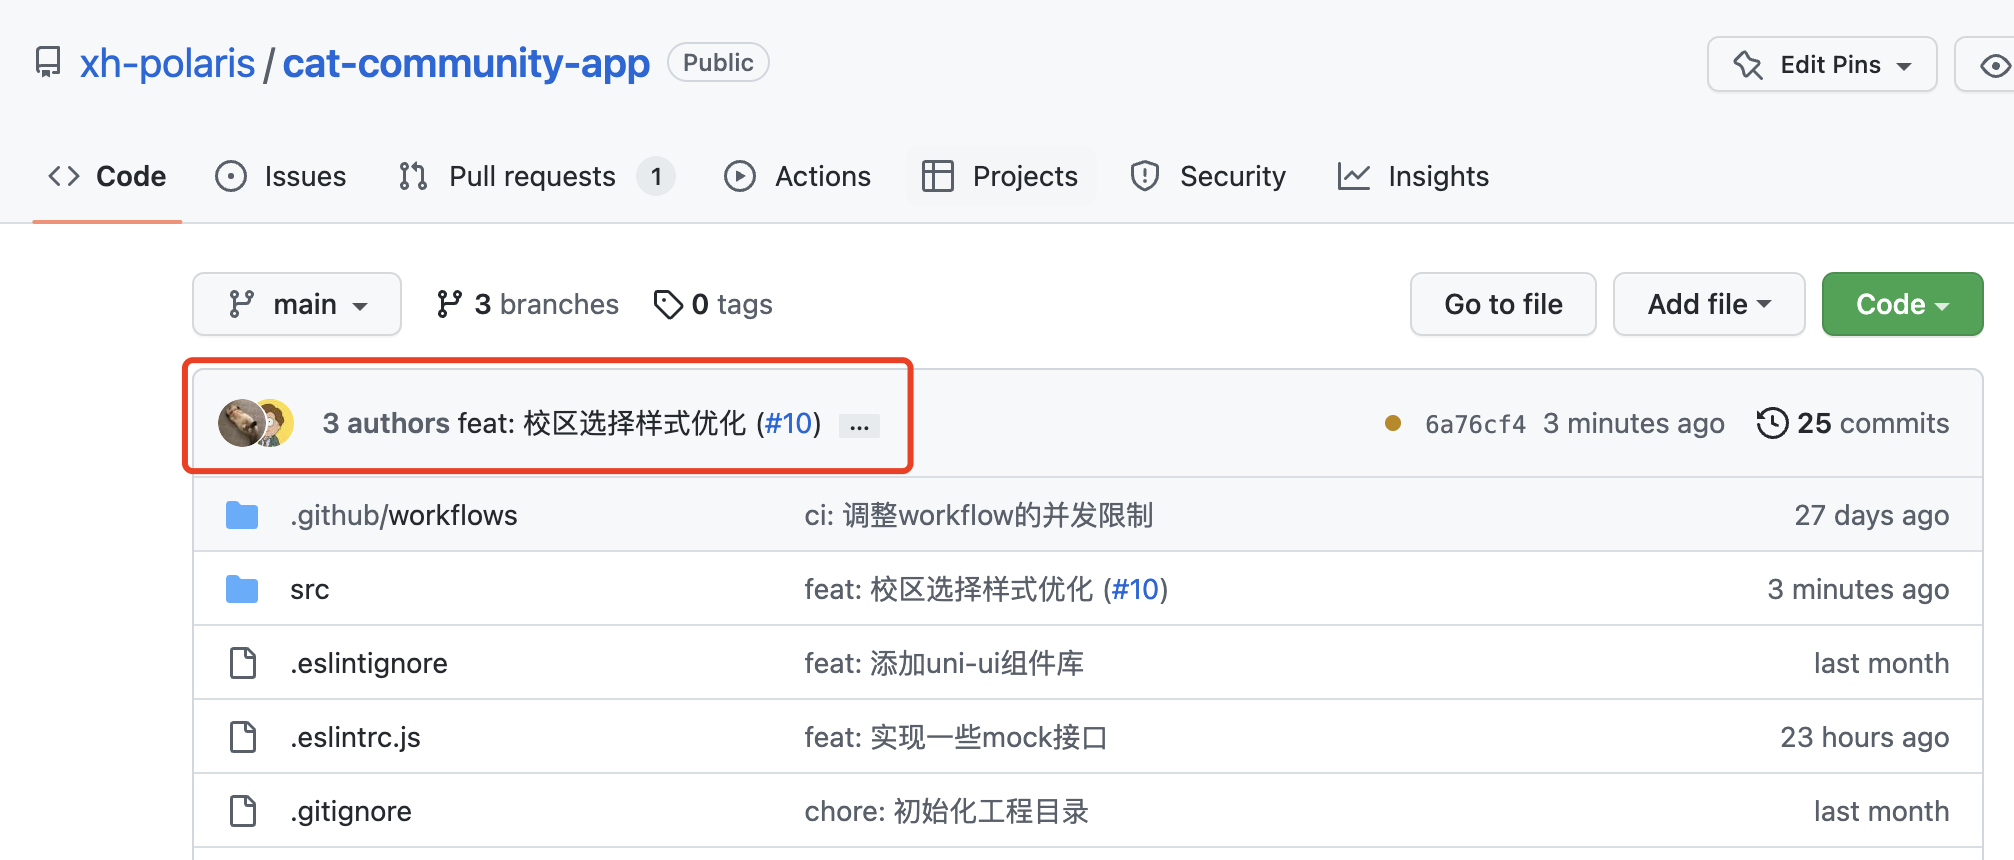 xh-polaris / cat-community-app Public Edit Pins
Code Issues Pull requests 1 Actions Projects Security Insights
main 3 branches 0 tags Go to file Add file Code
3 authors feat: 校区选择样式优化 (#10) ... 6a76cf4 3 minutes ago 25 commits
.github/workflows ci: 调整workflow的并发限制 27 days ago
src feat: 校区选择样式优化 (#10) 3 minutes ago
.eslintignore feat: 添加uni-ui组件库 last month
.eslintrc.js feat: 实现一些mock接口 23 hours ago
.gitignore chore: 初始化工程目录 last month